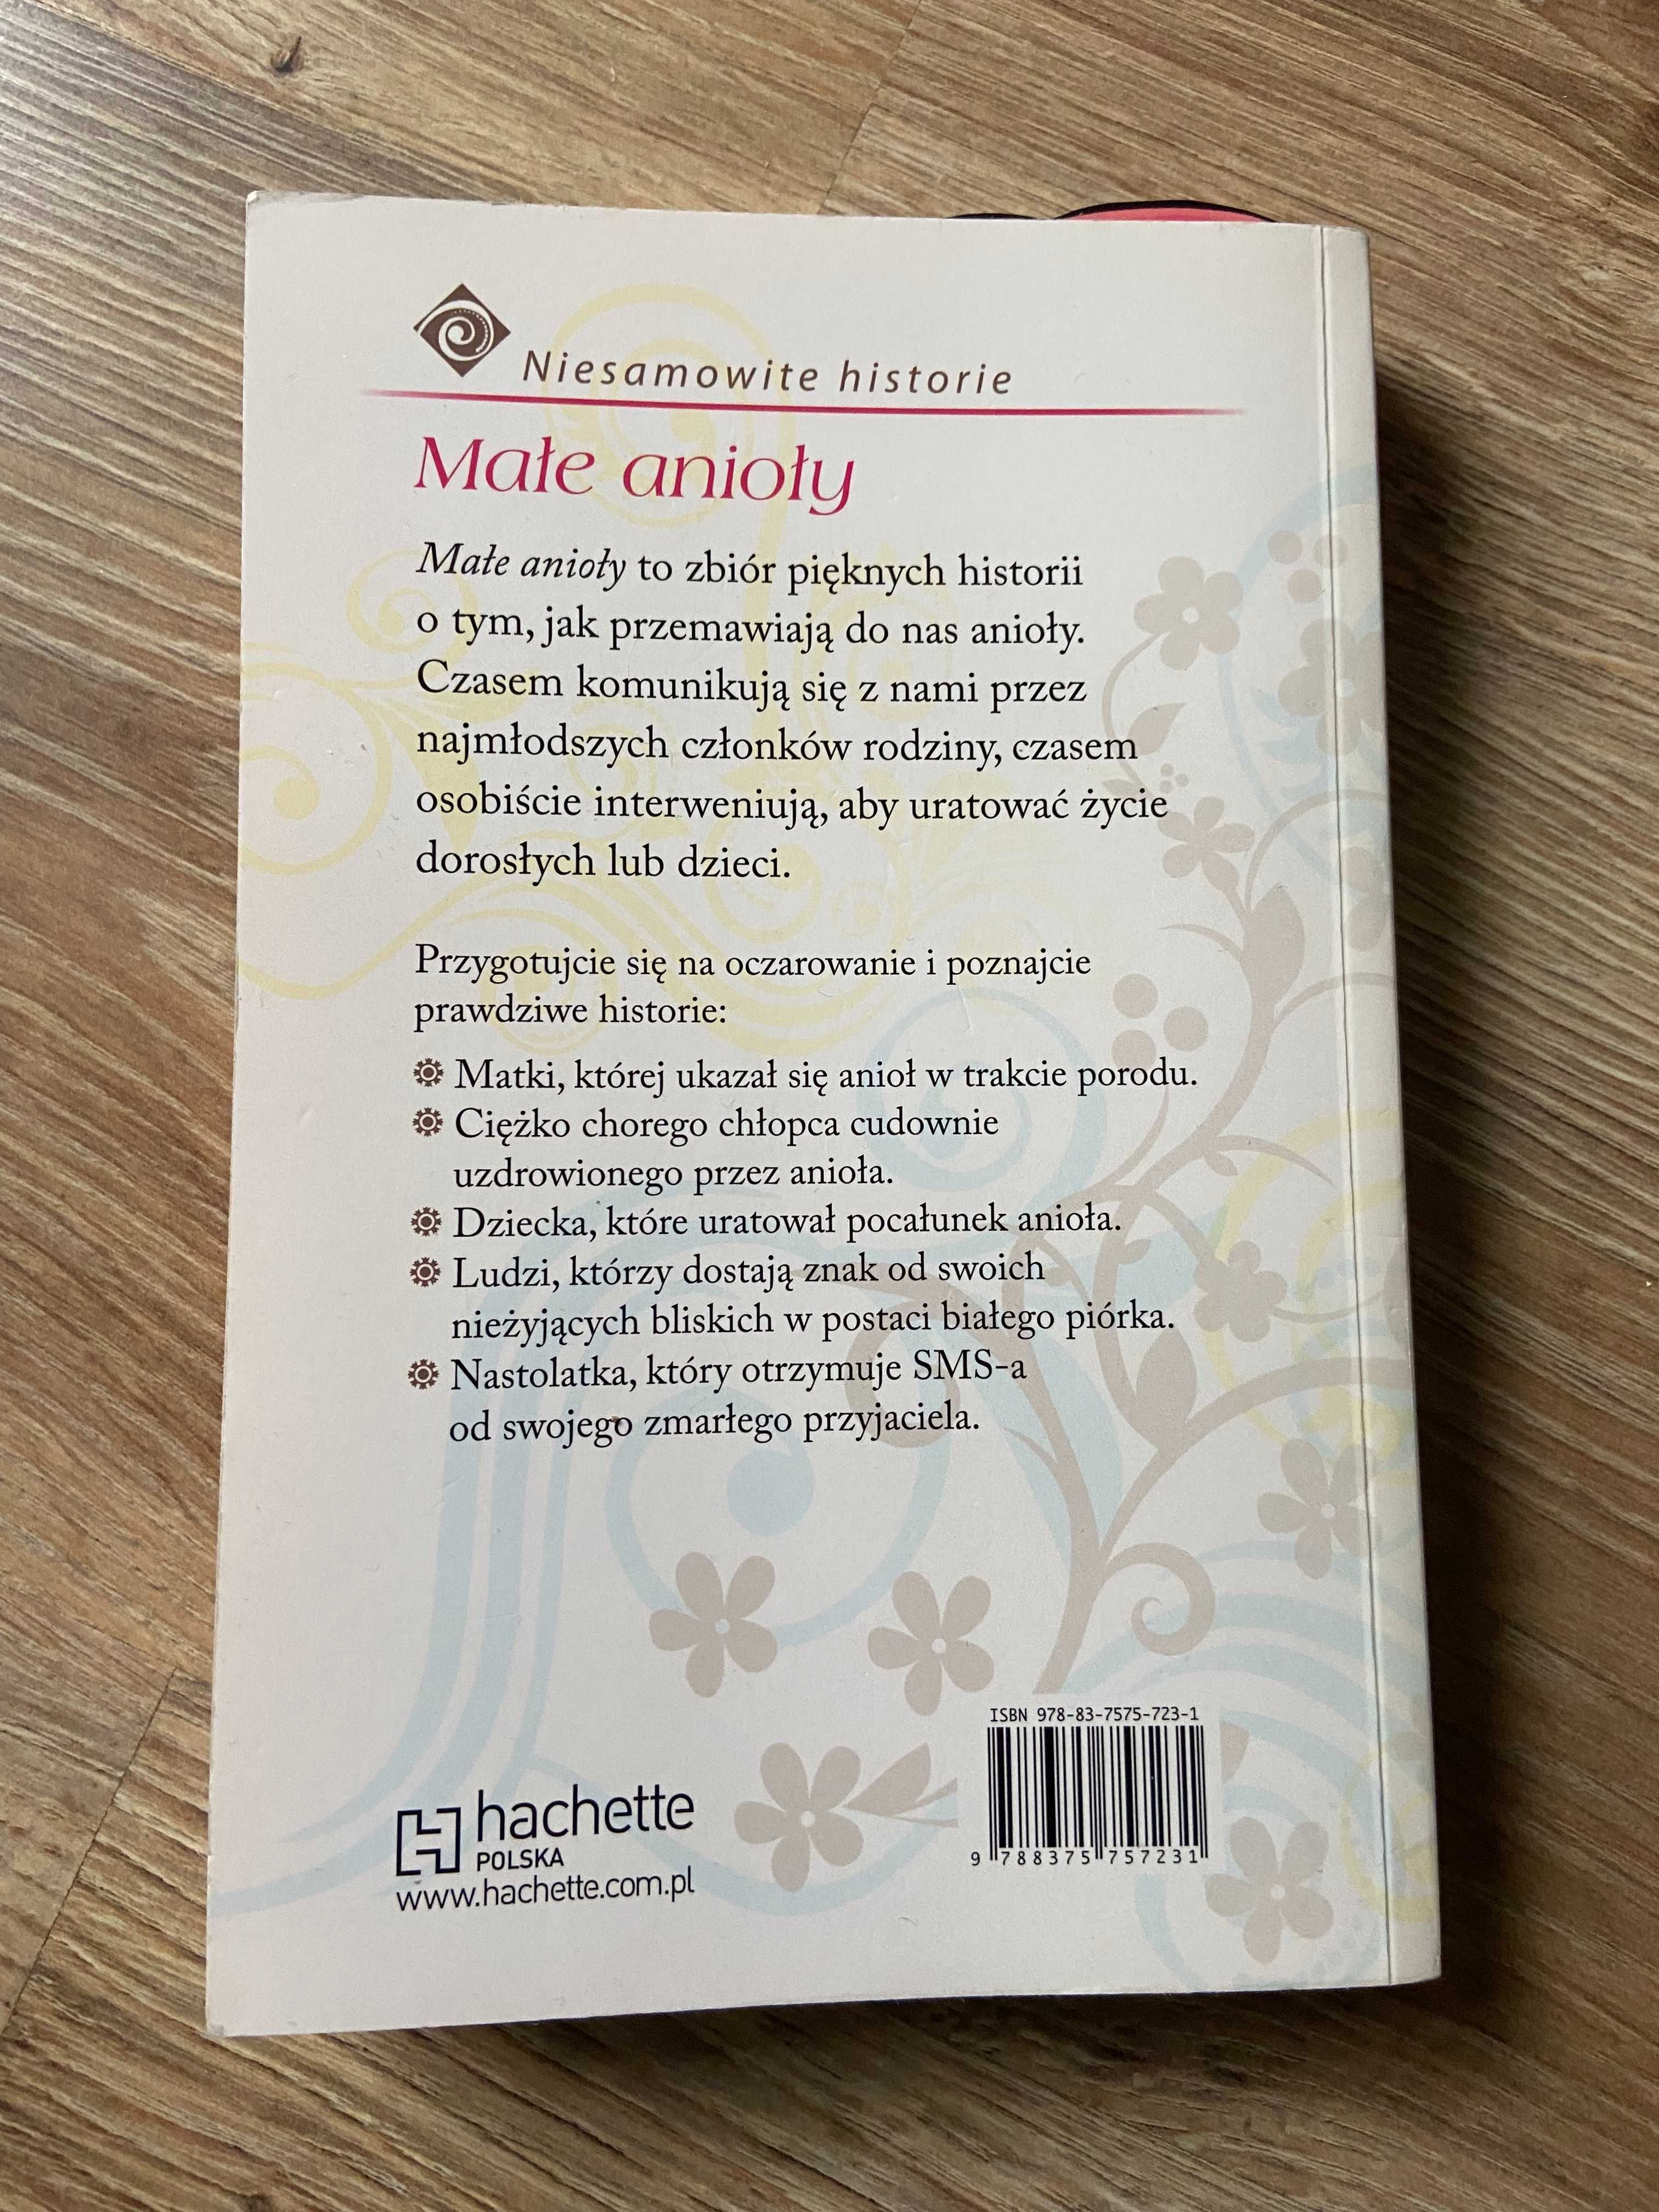 Niesamowite historie
Małe anioły
Małe anioły to zbiór pięknych historii
o tym, jak przemawiają do nas anioły.
Czasem komunikują się z nami przez
najmłodszych członków rodziny, czasem
osobiście interweniują, aby uratować życie
dorosłych lub dzieci.
Przygotujcie się na oczarowanie i poznajcie
prawdziwe historie:
Matki, której ukazał się anioł w trakcie porodu.
Ciężko chorego chłopca cudownie
uzdrowionego przez anioła.
Dziecka, które uratował pocałunek anioła.
Ludzi, którzy dostają znak od swoich
nieżyjących bliskich w postaci białego piórka.
Nastolatka, który otrzymuje SMS-a
od swojego zmarłego przyjaciela.
hachette
POLSKA
www.hachette.com.pl
ISBN 978-83-7575-723-1
9 788375 757231